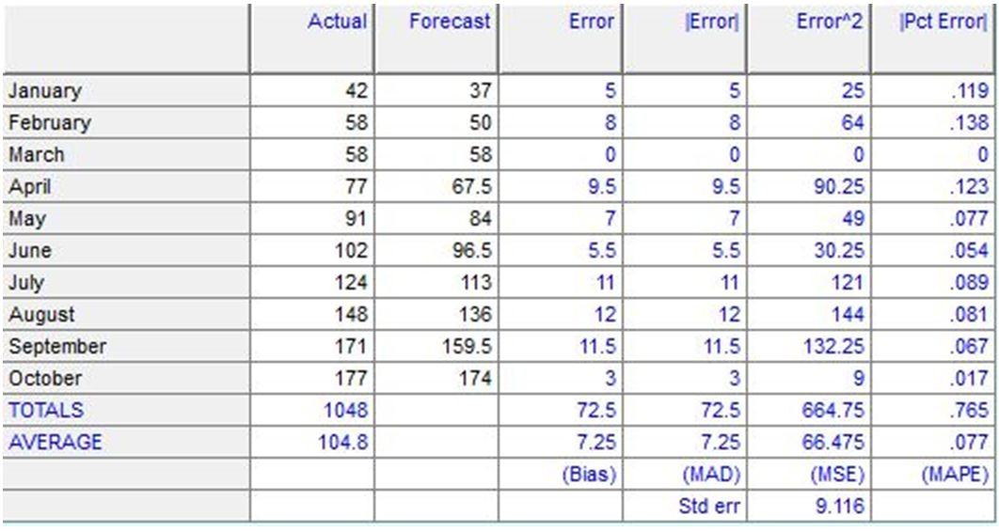 Actual Forecast Error |Error| Error^2 |Pct Error|
January 42 37 5 5 25 .119
February 58 50 8 8 64 .138
March 58 58 0 0 0 0
April 77 67.5 9.5 9.5 90.25 .123
May 91 84 7 7 49 .077
June 102 96.5 5.5 5.5 30.25 .054
July 124 113 11 11 121 .089
August 148 136 12 12 144 .081
September 171 159.5 11.5 11.5 132.25 .067
October 177 174 3 3 9 .017
TOTALS 1048 72.5 72.5 664.75 .765
AVERAGE 104.8 7.25 7.25 66.475 .077
(Bias) (MAD) (MSE) (MAPE)
Std err 9.116